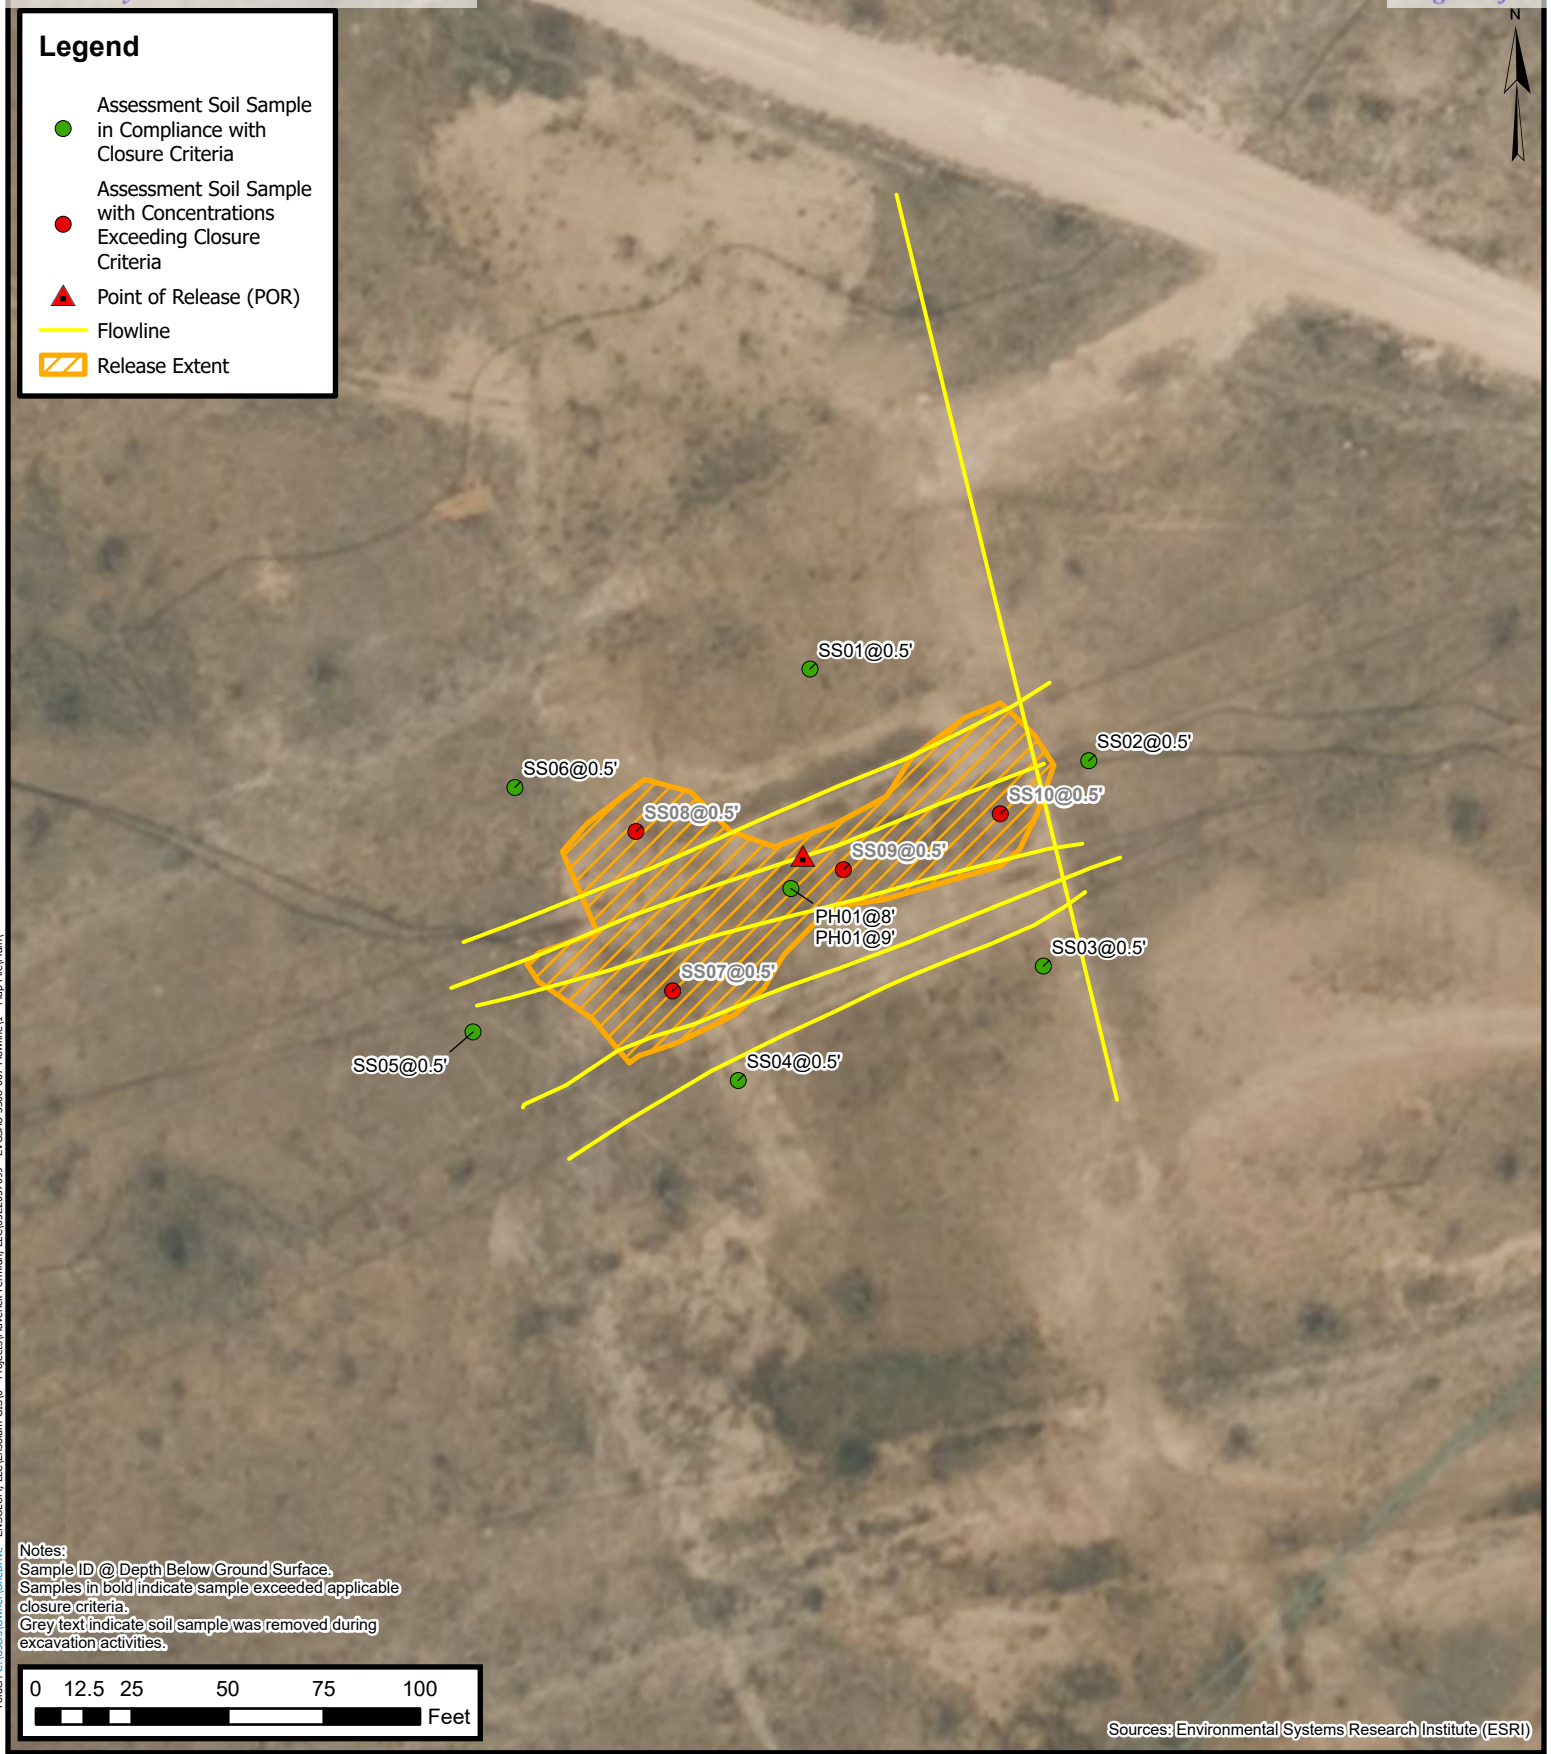 Legend
Assessment Soil Sample
in Compliance with
Closure Criteria
Assessment Soil Sample
with Concentrations
Exceeding Closure
Criteria
Point of Release (POR)
Flowline
Release Extent
N
SS01@0.5'
SS02@0.5'
SS06@0.5'
SS10@0.5'
SS08@0.5'
SS09@0.5'
PH01@8'
PH01@9'
SS03@0.5'
SS07@0.5'
SS05@0.5'
SS04@0.5'
Notes:
Sample ID @ Depth Below Ground Surface.
Samples in bold indicate sample exceeded applicable
closure criteria.
Grey text indicate soil sample was removed during
excavation activities.
0 12.5 25 50 75 100
Feet
Sources: Environmental Systems Research Institute (ESRI)